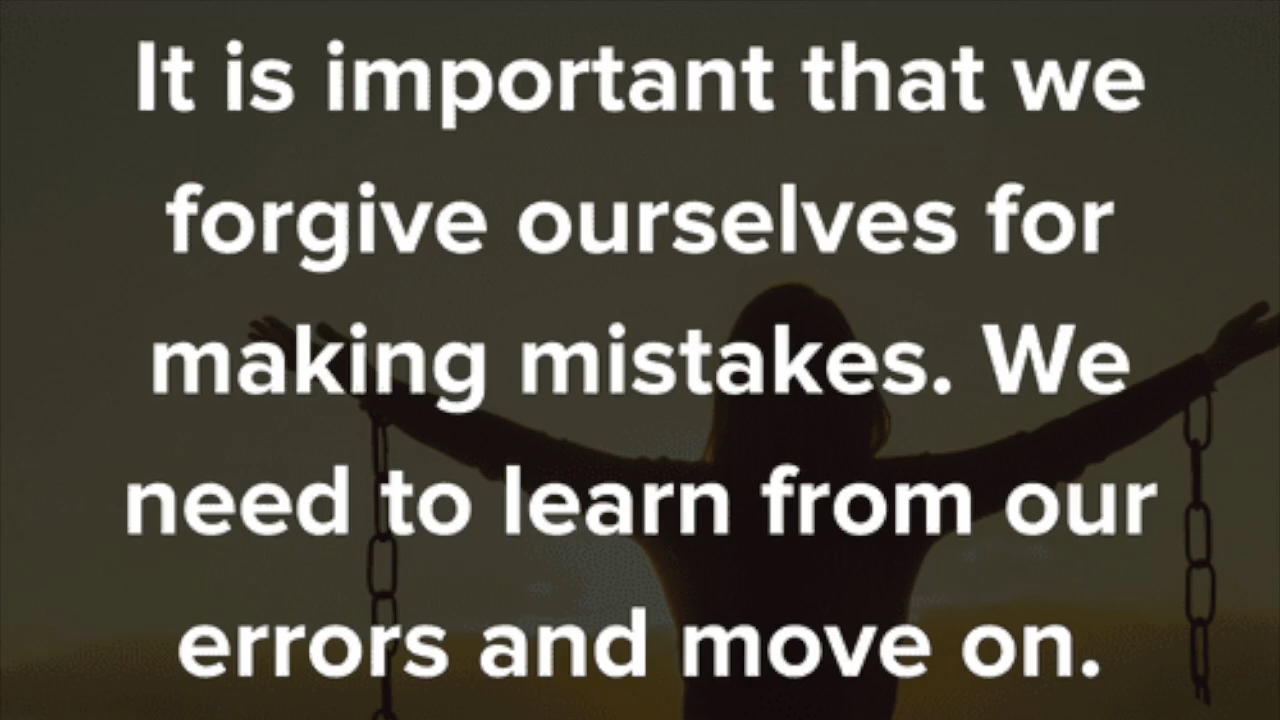 It is important that we
forgive ourselves for
making mistakes. We
need to learn from our
errors and move on.